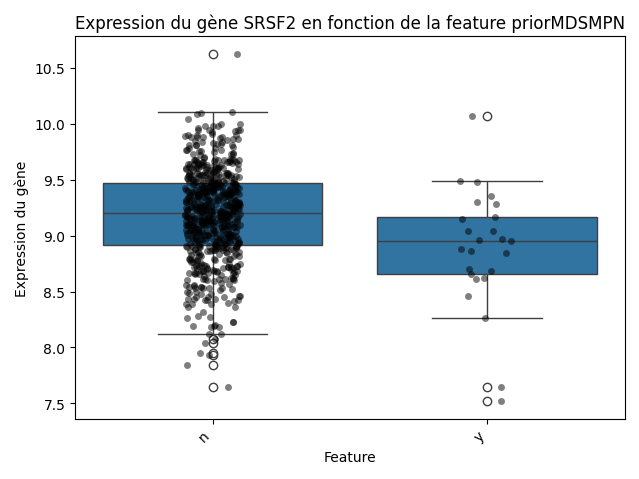 Expression du gène SRSF2 en fonction de la feature priorMDSMPN
Expression du gène
10.5
10.0
9.5
9.0
8.5
8.0
7.5
n
y
Feature